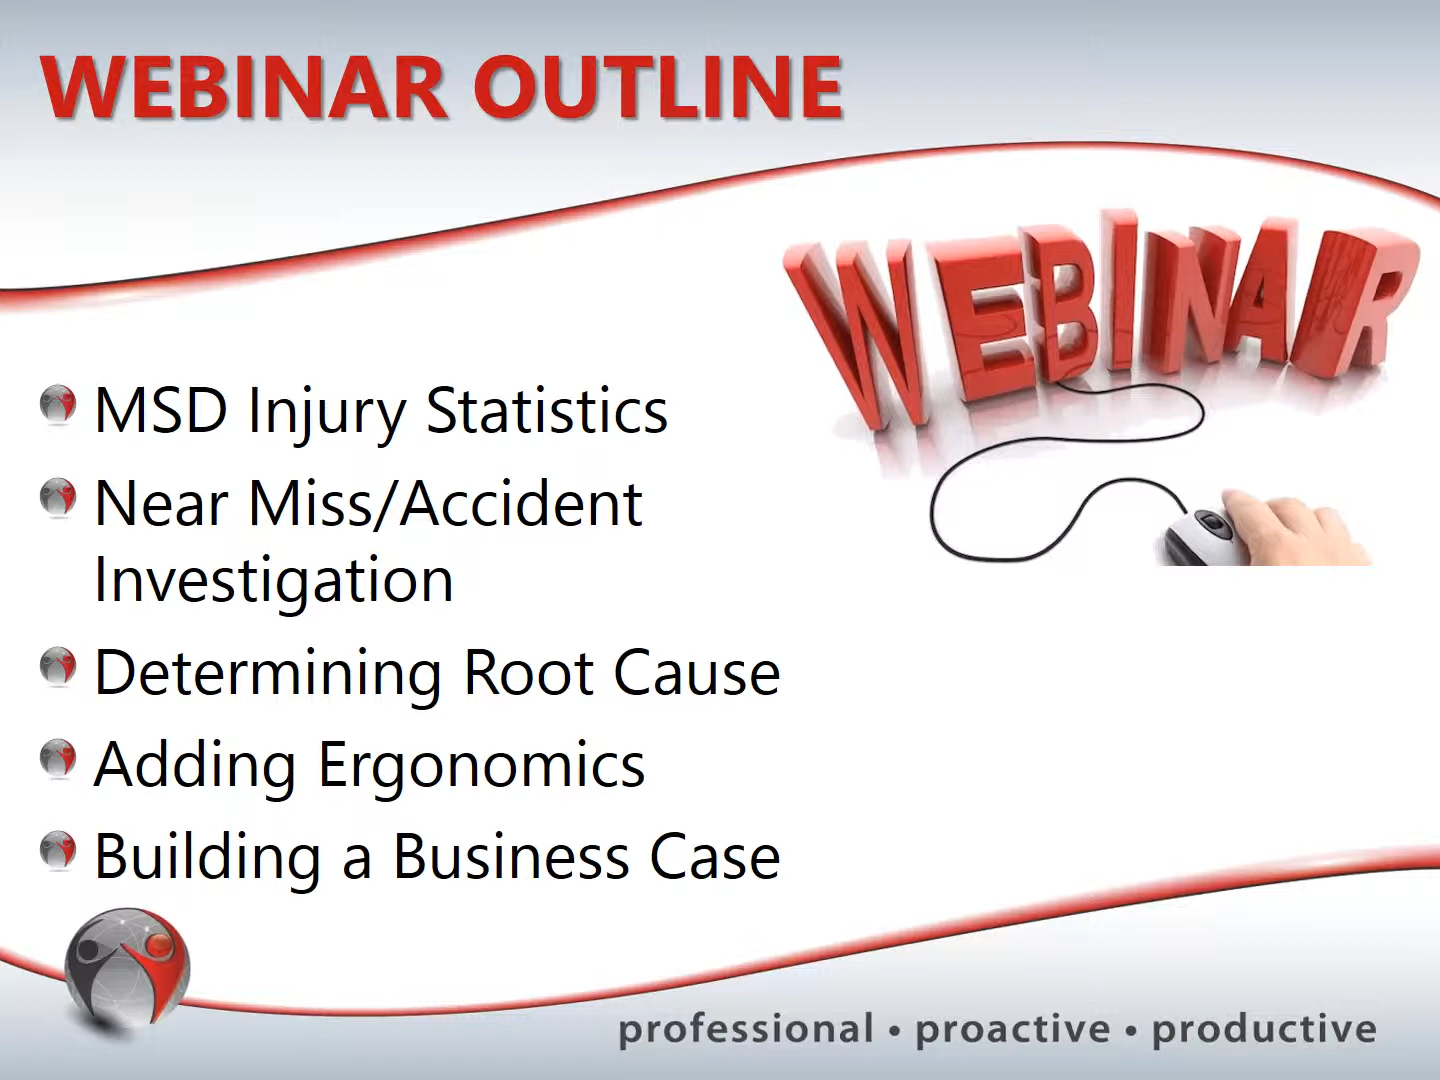 WEBINAR OUTLINE
WEBINAR
MSD Injury Statistics
Near Miss/Accident
Investigation
Determining Root Cause
Adding Ergonomics
Building a Business Case
professional • proactive • productive